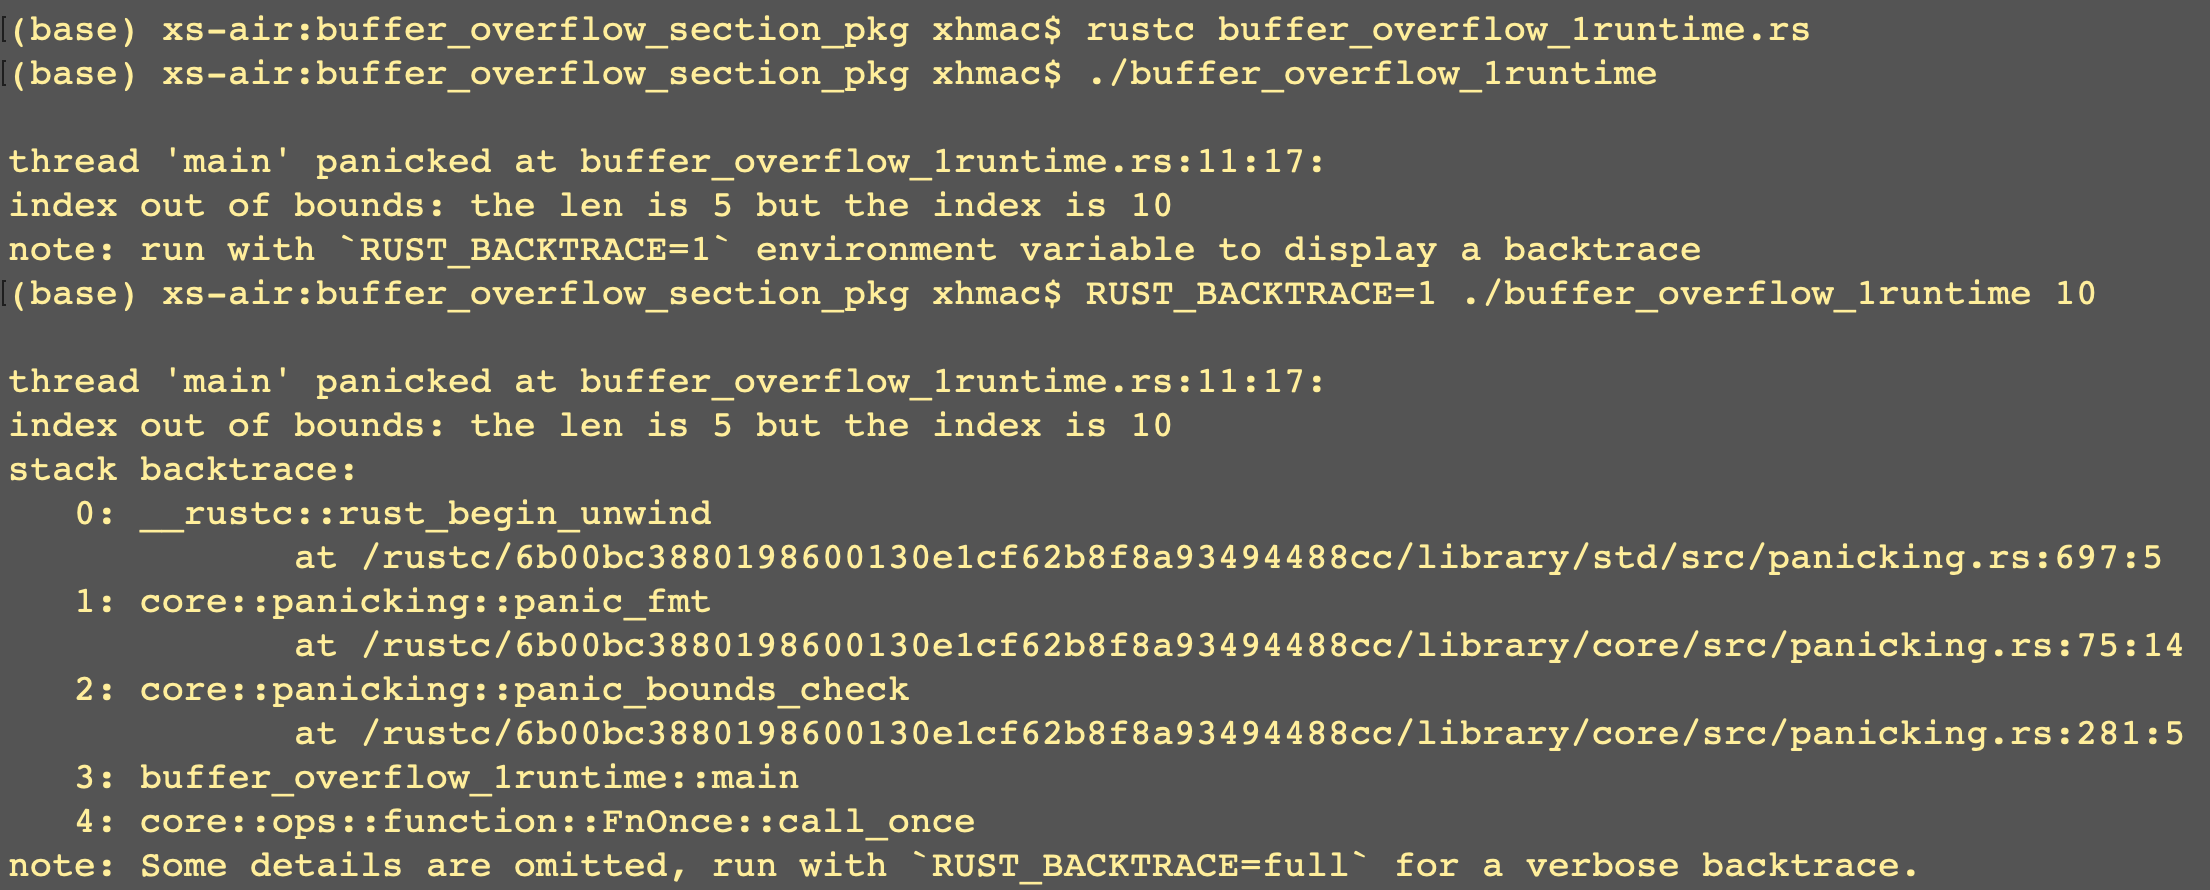 (base) xs-air:buffer_overflow_section_pkg xhmac$ rustc buffer_overflow_1runtime.rs
(base) xs-air:buffer_overflow_section_pkg xhmac$ ./buffer_overflow_1runtime
thread 'main' panicked at buffer_overflow_1runtime.rs:11:17:
index out of bounds: the len is 5 but the index is 10
note: run with `RUST_BACKTRACE=1` environment variable to display a backtrace
(base) xs-air:buffer_overflow_section_pkg xhmac$ RUST_BACKTRACE=1 ./buffer_overflow_1runtime 10
thread 'main' panicked at buffer_overflow_1runtime.rs:11:17:
index out of bounds: the len is 5 but the index is 10
stack backtrace:
0: __rustc::rust_begin_unwind
at /rustc/6b00bc3880198600130e1cf62b8f8a93494488cc/library/std/src/panicking.rs:697:5
1: core::panicking::panic_fmt
at /rustc/6b00bc3880198600130e1cf62b8f8a93494488cc/library/core/src/panicking.rs:75:14
2: core::panicking::panic_bounds_check
at /rustc/6b00bc3880198600130e1cf62b8f8a93494488cc/library/core/src/panicking.rs:281:5
3: buffer_overflow_1runtime::main
4: core::ops::function::FnOnce::call_once
note: Some details are omitted, run with `RUST_BACKTRACE=full` for a verbose backtrace.